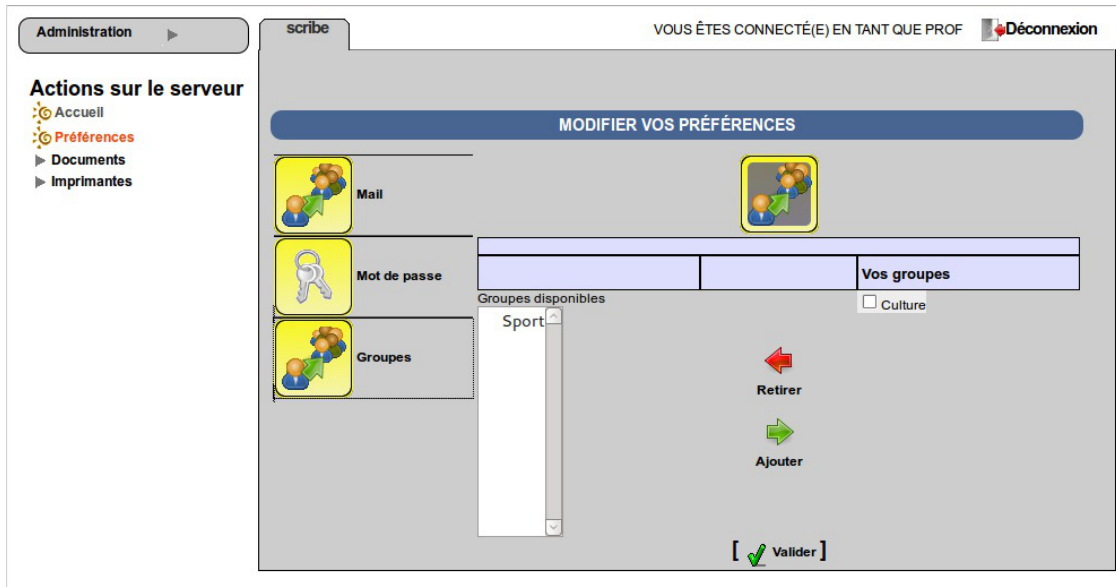 Administration
scribe
VOUS ÊTES CONNECTÉ(E) EN TANT QUE PROF
Déconnexion
Actions sur le serveur
Accueil
Préférences
Documents
Imprimantes
MODIFIER VOS PRÉFÉRENCES
Mail
Mot de passe
Groupes
Vos groupes
Groupes disponibles
Culture
Sport
Retirer
Ajouter
[ Valider ]